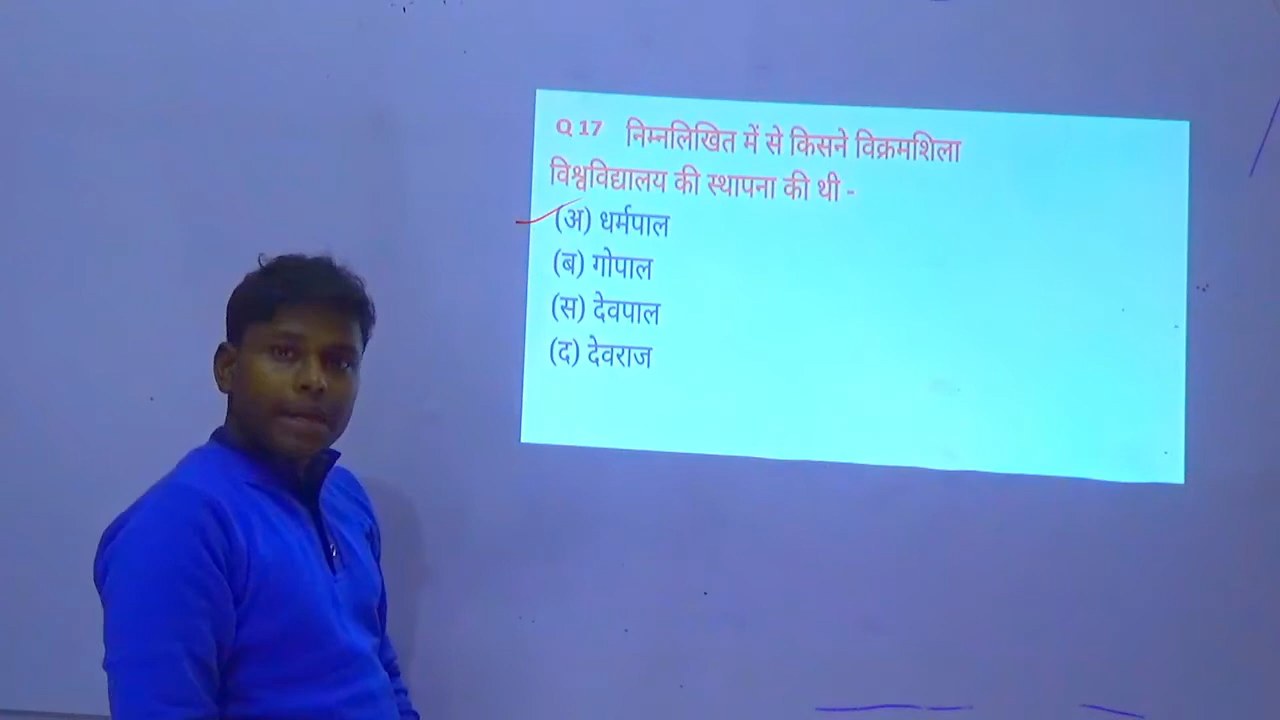 Q 17 निम्नलिखित में से किसने विक्रमशिला
विश्वविद्यालय की स्थापना की थी -
(अ) धर्मपाल
(ब) गोपाल
(स) देवपाल
(द) देवराज